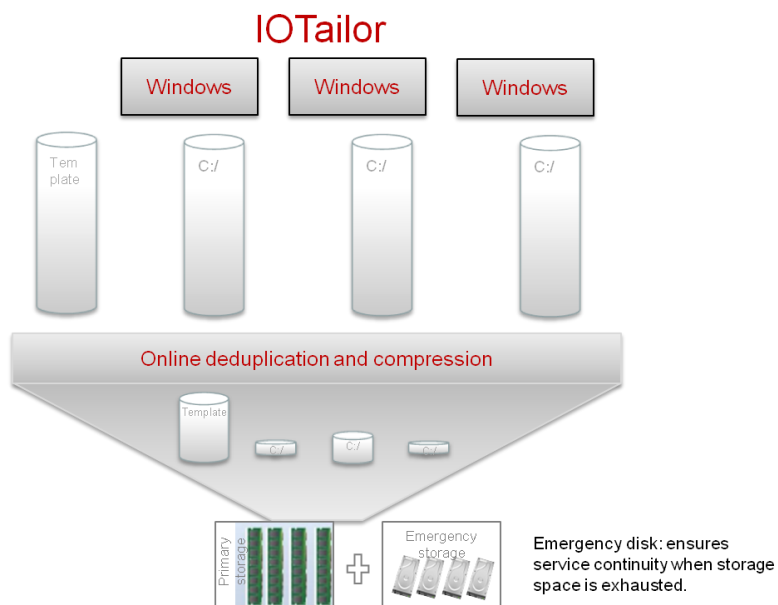 IOTailor
Windows Windows Windows
Tem
plate
C:/ C:/ C:/
Online deduplication and compression
Template
C:/ C:/ C:/
Primary
storage
Emergency
storage
Emergency disk: ensures
service continuity when storage
space is exhausted.